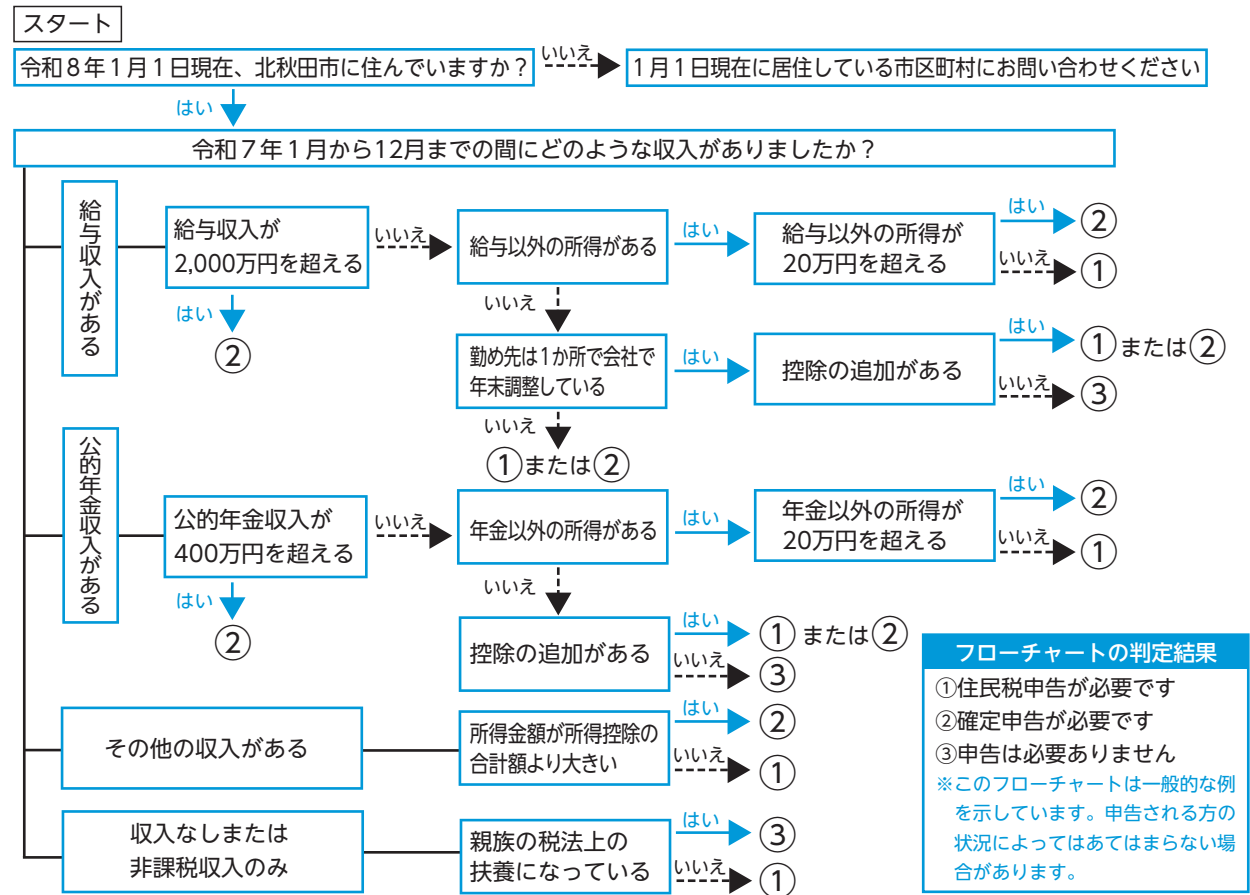 スタート
令和８年１月１日現在、北秋田市に住んでいますか？
いいえ
１月１日現在に居住している市区町村にお問い合わせください
はい
令和７年１月から12月までの間にどのような収入がありましたか？
給与収入がある
給与収入が
2,000万円を超える
いいえ
給与以外の所得がある
はい
給与以外の所得が
20万円を超える
はい
②
いいえ
①
はい
②
いいえ
勤め先は１か所で会社で
年末調整している
はい
控除の追加がある
はい
①または②
いいえ
③
いいえ
①または②
公的年金収入がある
公的年金収入が
400万円を超える
いいえ
年金以外の所得がある
はい
年金以外の所得が
20万円を超える
はい
②
いいえ
①
はい
②
いいえ
控除の追加がある
はい
①または②
いいえ
③
その他の収入がある
所得金額が所得控除の
合計額より大きい
はい
②
いいえ
①
収入なしまたは
非課税収入のみ
親族の税法上の
扶養になっている
はい
③
いいえ
①
フローチャートの判定結果
①住民税申告が必要です
②確定申告が必要です
③申告は必要ありません
※このフローチャートは一般的な例
を示しています。申告される方の
状況によってはあてはまらない場
合があります。